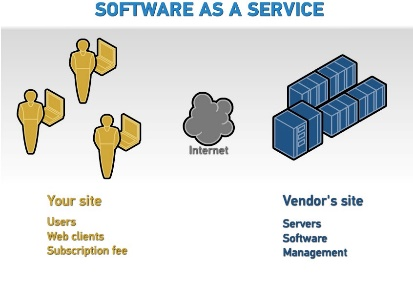 SOFTWARE AS A SERVICE
Internet
Your site
Users
Web clients
Subscription fee
Vendor's site
Servers
Software
Management